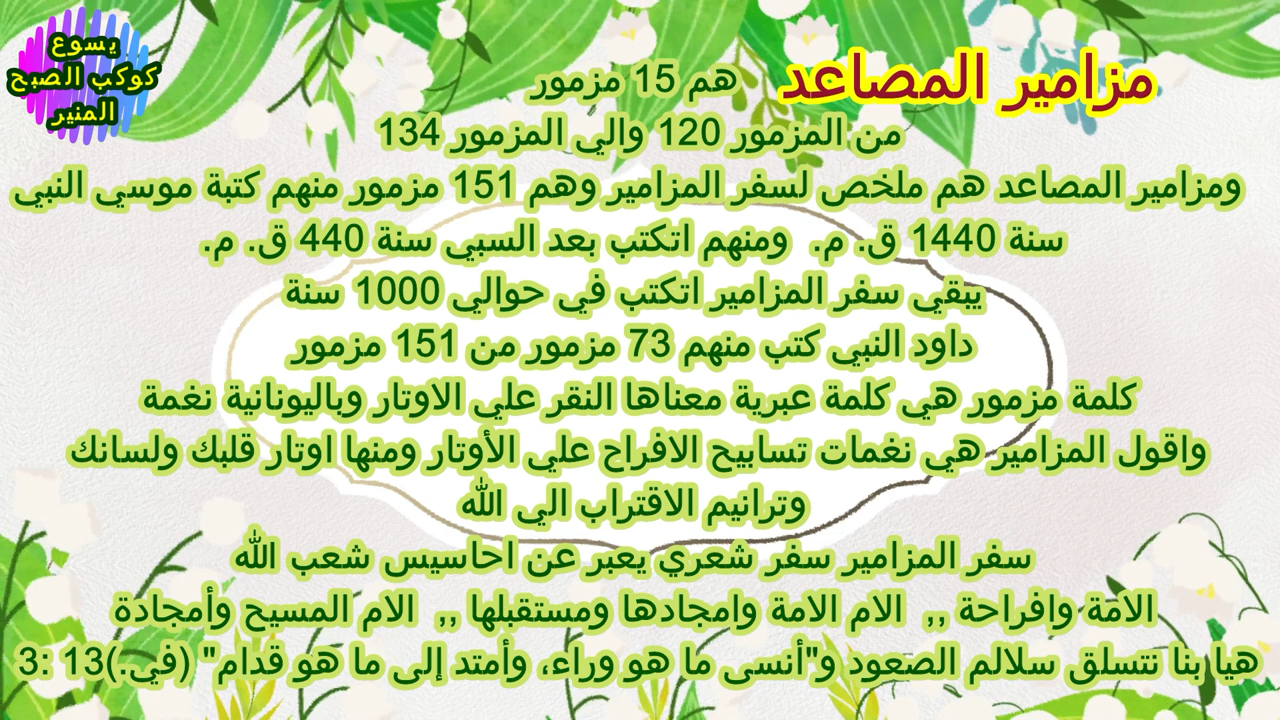 يسوع
كوكب الصبح
المنير
مزامير المصاعد هم 15 مزمور
من المزمور 120 والي المزمور 134
ومزامير المصاعد هم ملخص لسفر المزامير وهم 151 مزمور منهم كتبة موسي النبي
سنة 1440 ق. م. ومنهم اتكتب بعد السبي سنة 440 ق. م.
يبقي سفر المزامير اتكتب في حوالي 1000 سنة
داود النبي كتب منهم 73 مزمور من 151 مزمور
كلمة مزمور هي كلمة عبرية معناها النقر علي الاوتار وباليونانية نغمة
واقول المزامير هي نغمات تسابيح الافراح علي الأوتار ومنها اوتار قلبك ولسانك
وترانيم الاقتراب الي الله
سفر المزامير سفر شعري يعبر عن احاسيس شعب الله
الامة وافراحة ,, الام الامة وامجادها ومستقبلها ,, الام المسيح وأمجادة
هيا بنا نتسلق سلالم الصعود و"أنسى ما هو وراء، وأمتد إلى ما هو قدام" (في.)13 :3